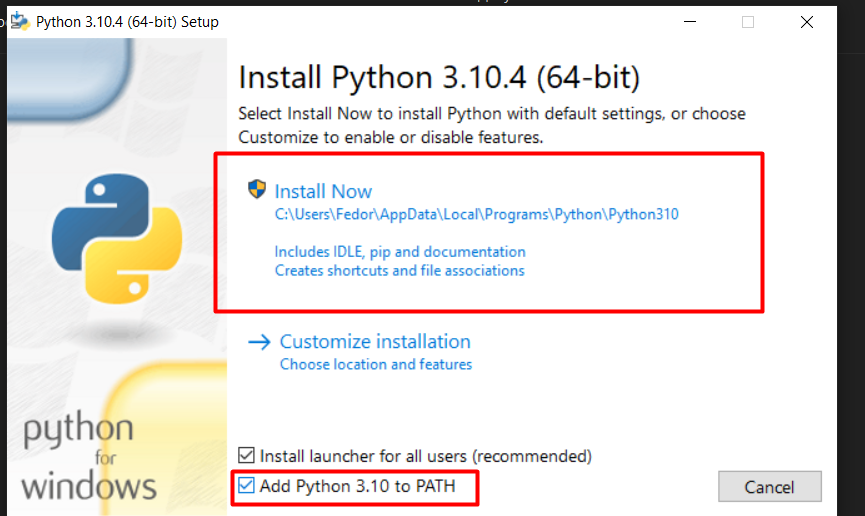 Python 3.10.4 (64-bit) Setup
Install Python 3.10.4 (64-bit)
Select Install Now to install Python with default settings, or choose
Customize to enable or disable features.
Install Now
C:\Users\Fedor\AppData\Local\Programs\Python\Python310
Includes IDLE, pip and documentation
Creates shortcuts and file associations
Customize installation
Choose location and features
python
for
windows
Install launcher for all users (recommended)
Add Python 3.10 to PATH
Cancel